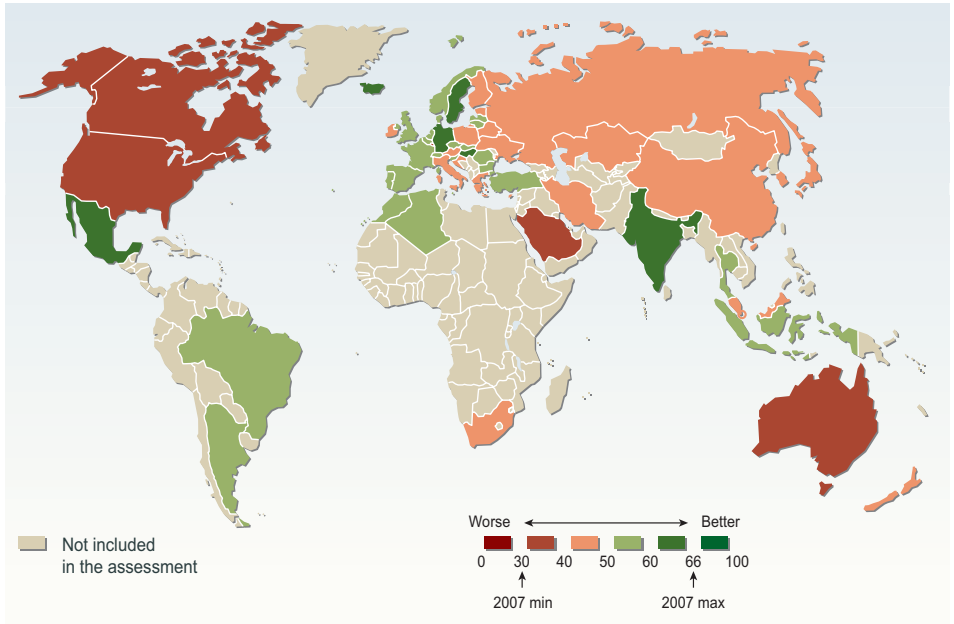 Worse Better
0 30 40 50 60 66 100
2007 min 2007 max
Not included
in the assessment